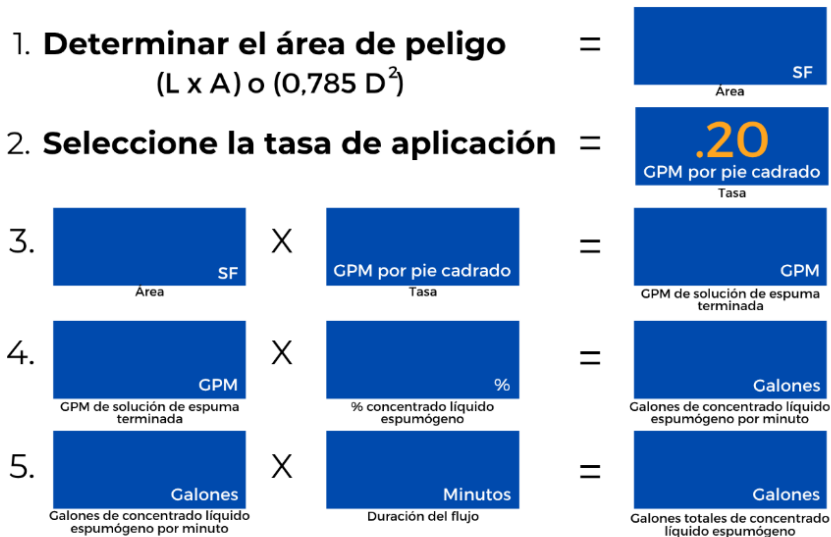 1. Determinar el área de peligo =
(L x A) o (0,785 D²)
SF
Área
2. Seleccione la tasa de aplicación =
.20
GPM por pie cadrado
Tasa
3. SF X GPM por pie cadrado = GPM
Área Tasa GPM de solución de espuma
terminada
4. GPM X % = Galones
GPM de solución de espuma % concentrado líquido Galones de concentrado líquido
terminada espumógeno espumógeno por minuto
5. Galones X Minutos = Galones
Galones de concentrado líquido Duración del flujo Galones totales de concentrado
espumógeno por minuto líquido espumógeno